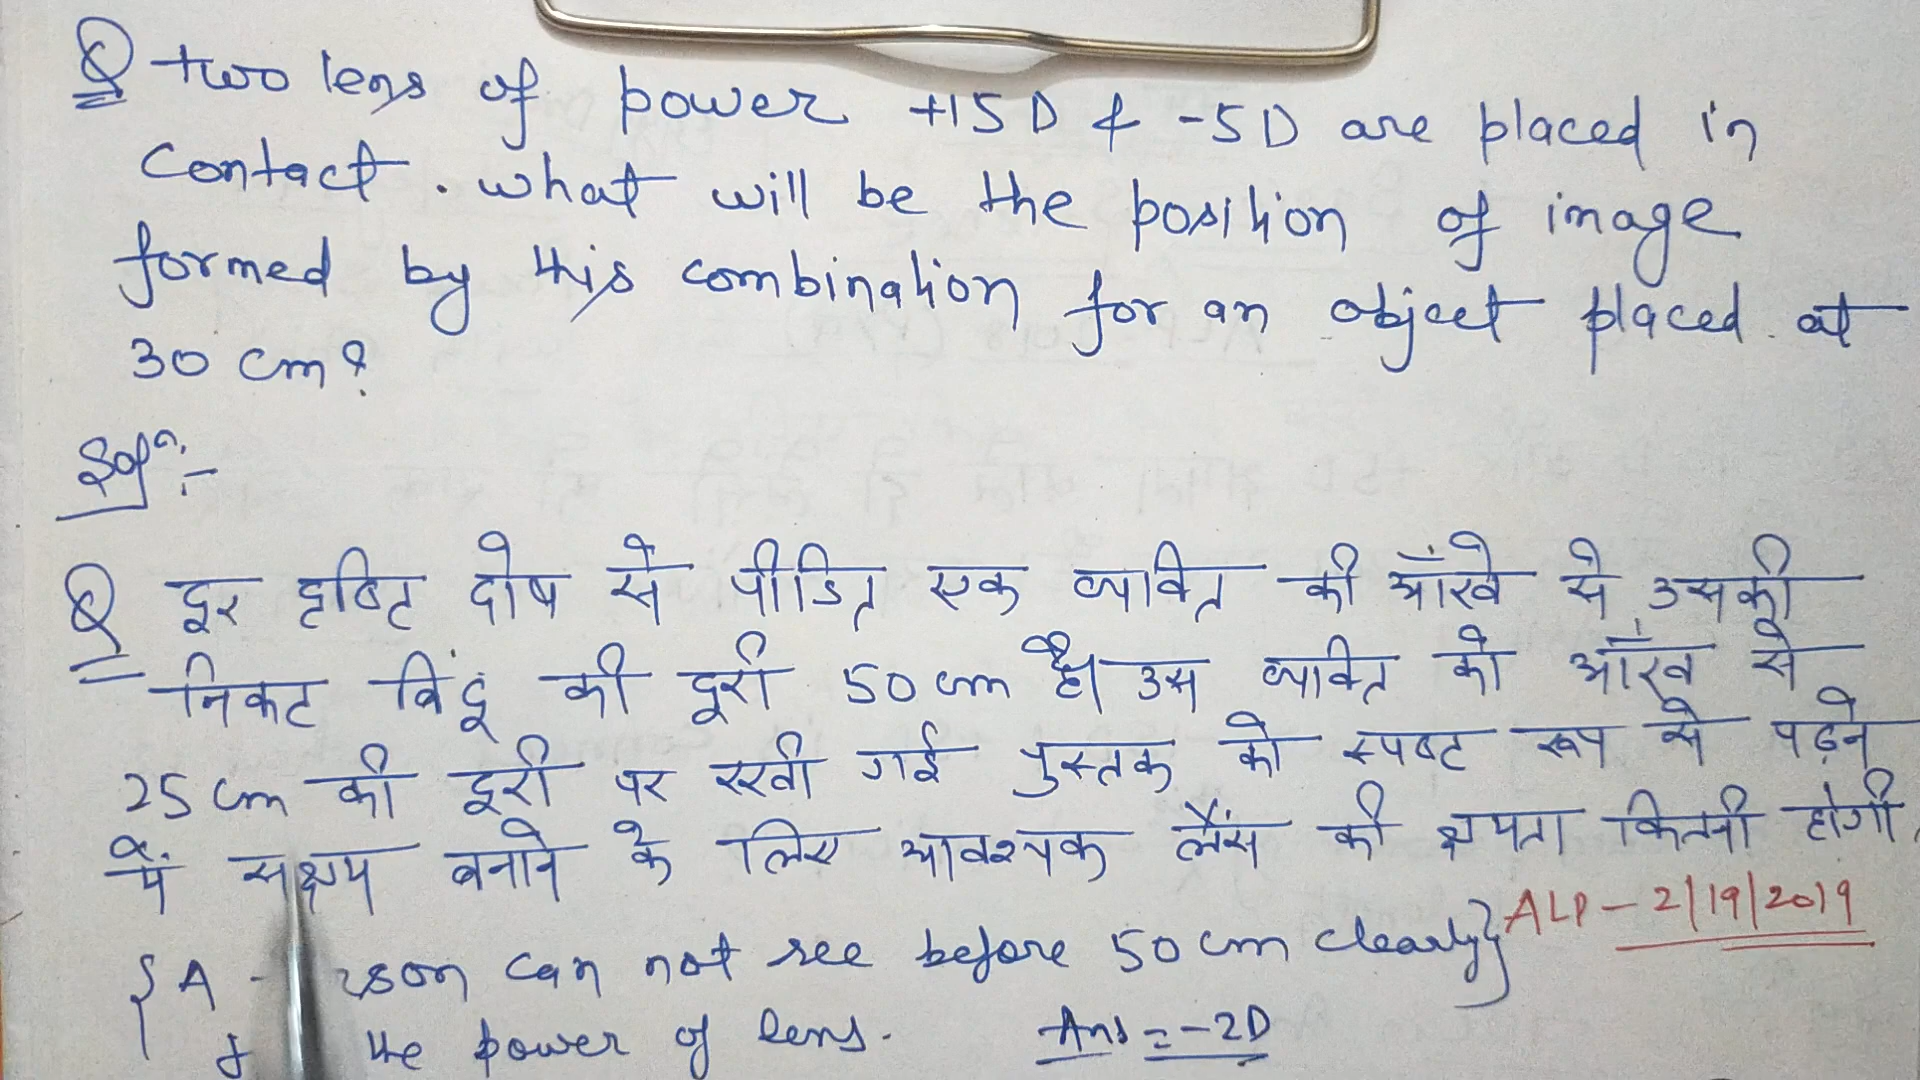 Q two lens of power +15D & -5D are placed in
contact. what will be the position of image
formed by this combination for an object placed at
30 cm?
Solⁿ:-
Q दूर दृष्टि दोष से पीडित एक व्यक्ति की आँखे से उसकी
निकट बिंदू की दूरी 50 cm है। उस व्यक्ति को आँख से
25 cm की दूरी पर रखी गई पुस्तक को स्पष्ट रूप से पढ़ने
में सक्षम बनाने के लिए आवश्यक लैंस की क्षमता कितनी होगी
ALP - 2/19/2019
{ A can not see before 50 cm clearly }
the power of lens. Ans = -2D